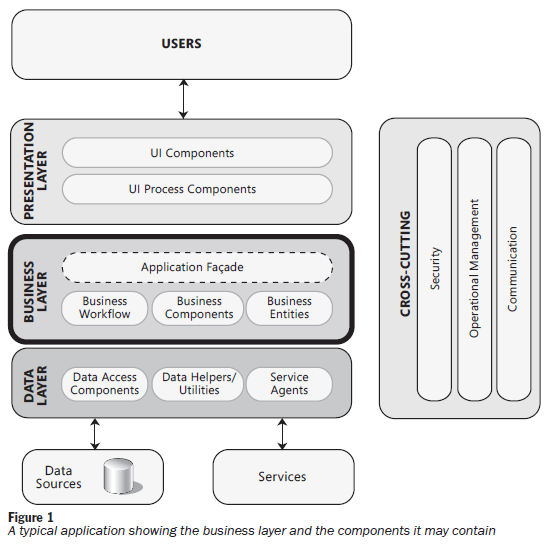 USERS
PRESENTATION
LAYER
UI Components
UI Process Components
BUSINESS
LAYER
Application Façade
Business
Workflow
Business
Components
Business
Entities
DATA
LAYER
Data Access
Components
Data Helpers/
Utilities
Service
Agents
Data
Sources
Services
CROSS-CUTTING
Security
Operational Management
Communication
Figure 1
A typical application showing the business layer and the components it may contain